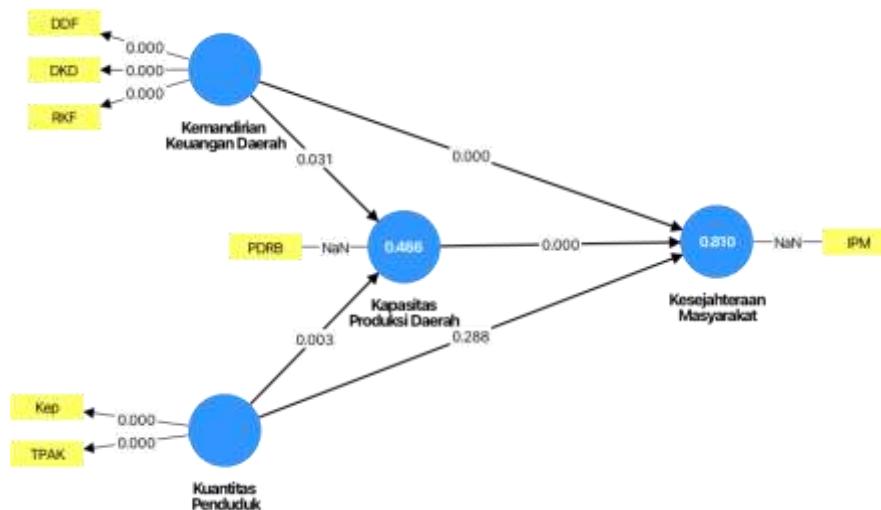 DDF
0.000
DKD
0.000
RKF
0.000
Kemandirian
Keuangan Daerah
0.031
0.000
PDRB
NaN
0.466
0.000
0.810
NaN
IPM
Kapasitas
Produksi Daerah
Kesejahteraan
Masyarakat
0.003
0.288
Kep
0.000
TPAK
0.000
Kuantitas
Penduduk